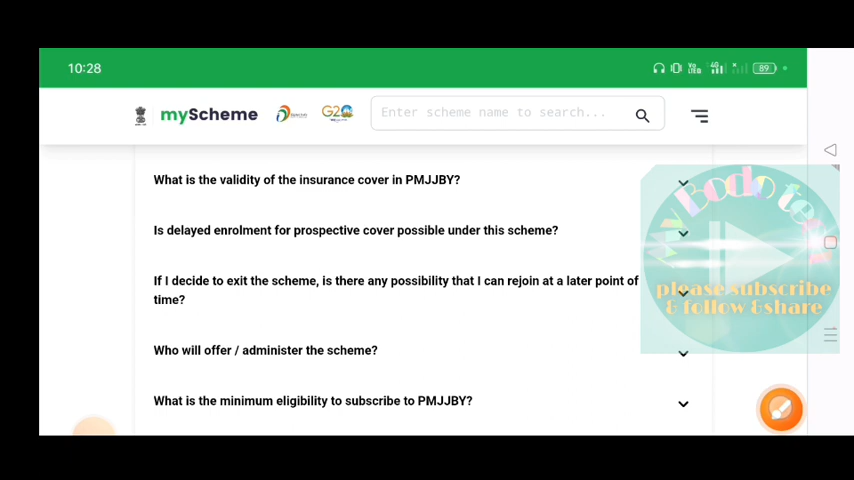 10:28
89
myScheme
G20
Enter scheme name to search...
What is the validity of the insurance cover in PMJJBY?
Is delayed enrolment for prospective cover possible under this scheme?
If I decide to exit the scheme, is there any possibility that I can rejoin at a later point of
time?
Who will offer / administer the scheme?
What is the minimum eligibility to subscribe to PMJJBY?
please subscribe
& follow &share